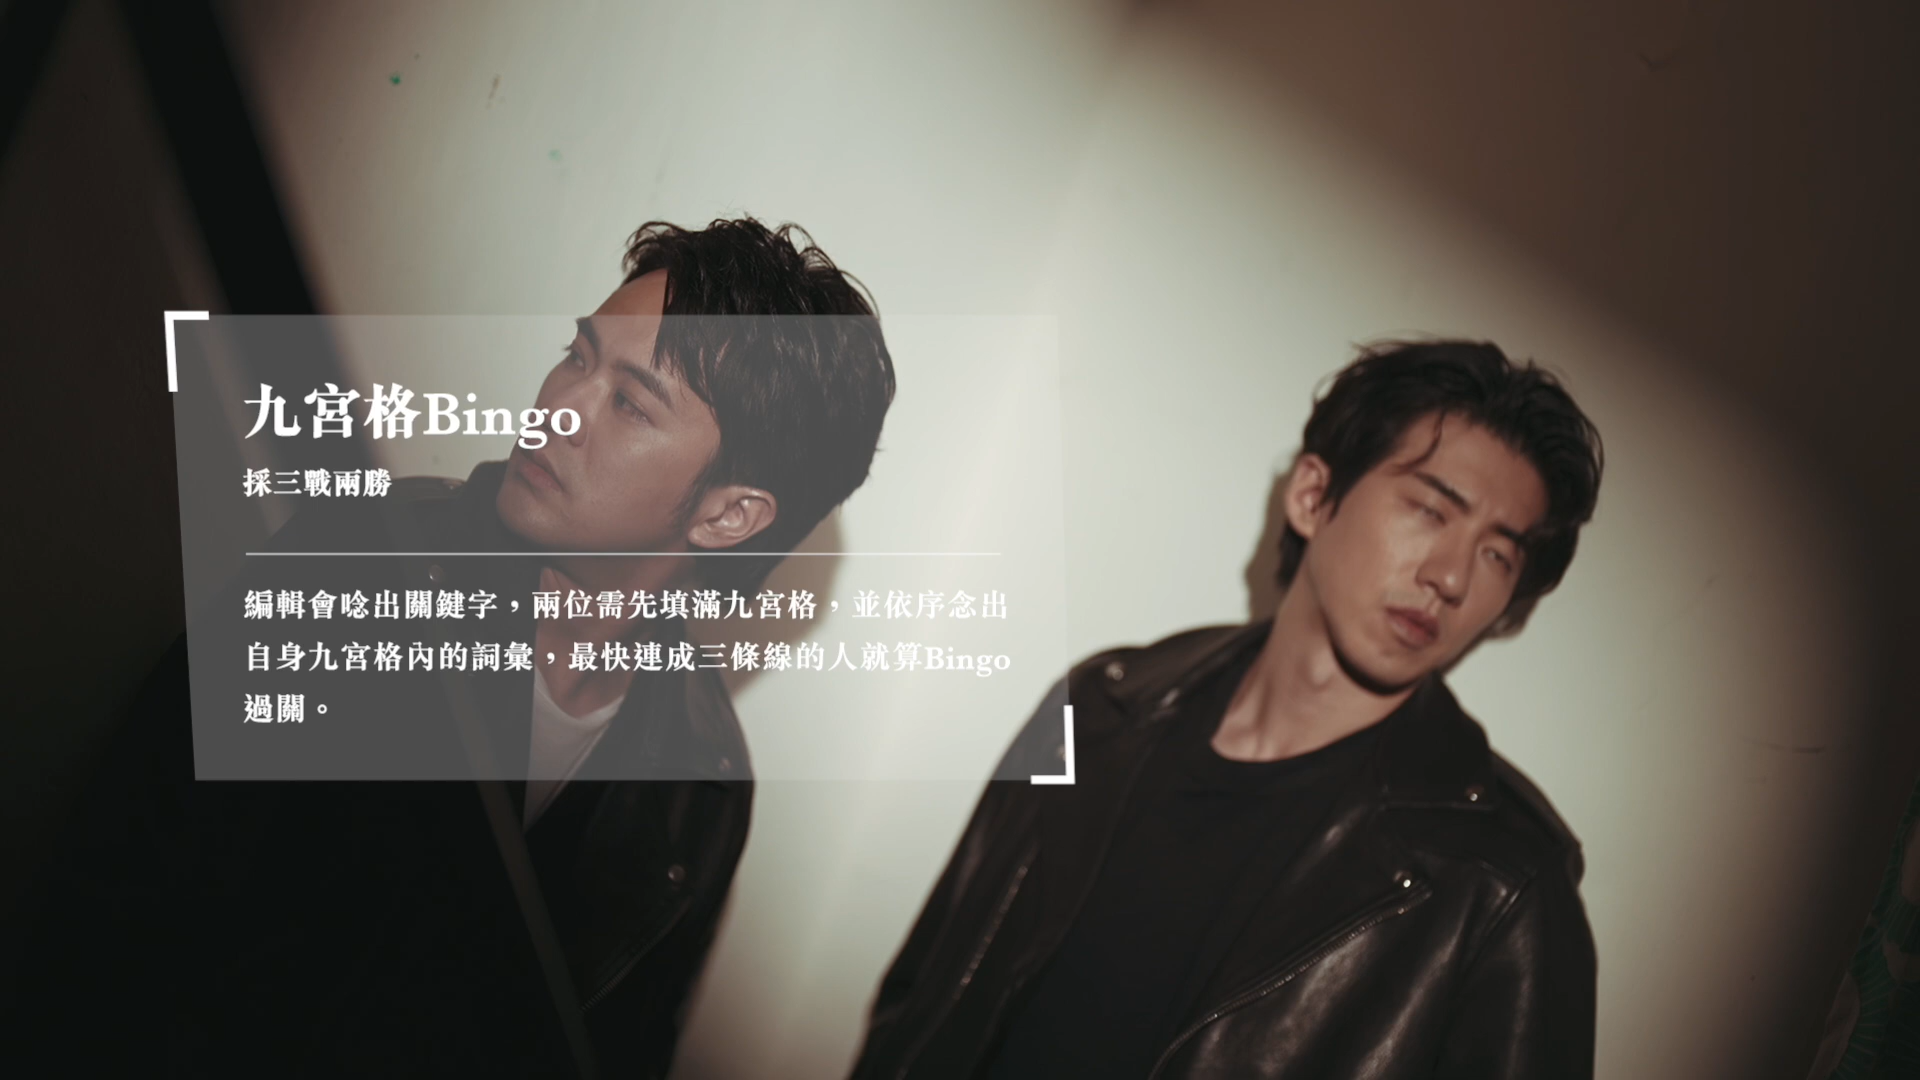 九宮格Bingo
採三戰兩勝
編輯會唸出關鍵字，兩位需先填滿九宮格，並依序念出
自身九宮格內的詞彙，最快連成三條線的人就算Bingo
過關。